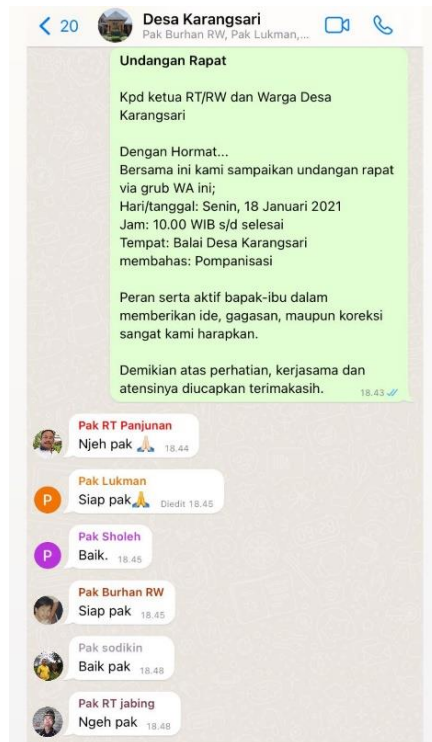 20
Desa Karangsari
Pak Burhan RW, Pak Lukman,...
Undangan Rapat
Kpd ketua RT/RW dan Warga Desa
Karangsari
Dengan Hormat...
Bersama ini kami sampaikan undangan rapat
via grub WA ini;
Hari/tanggal: Senin, 18 Januari 2021
Jam: 10.00 WIB s/d selesai
Tempat: Balai Desa Karangsari
membahas: Pompanisasi
Peran serta aktif bapak-ibu dalam
memberikan ide, gagasan, maupun koreksi
sangat kami harapkan.
Demikian atas perhatian, kerjasama dan
atensinya diucapkan terimakasih. 18.43
Pak RT Panjunan
Njeh pak 🙏🏻 18.44
Pak Lukman
P
Siap pak🙏 Diedit 18.45
Pak Sholeh
P
Baik. 18.45
Pak Burhan RW
Siap pak 18.45
Pak sodikin
Baik pak 18.48
Pak RT jabing
Ngeh pak 18.48